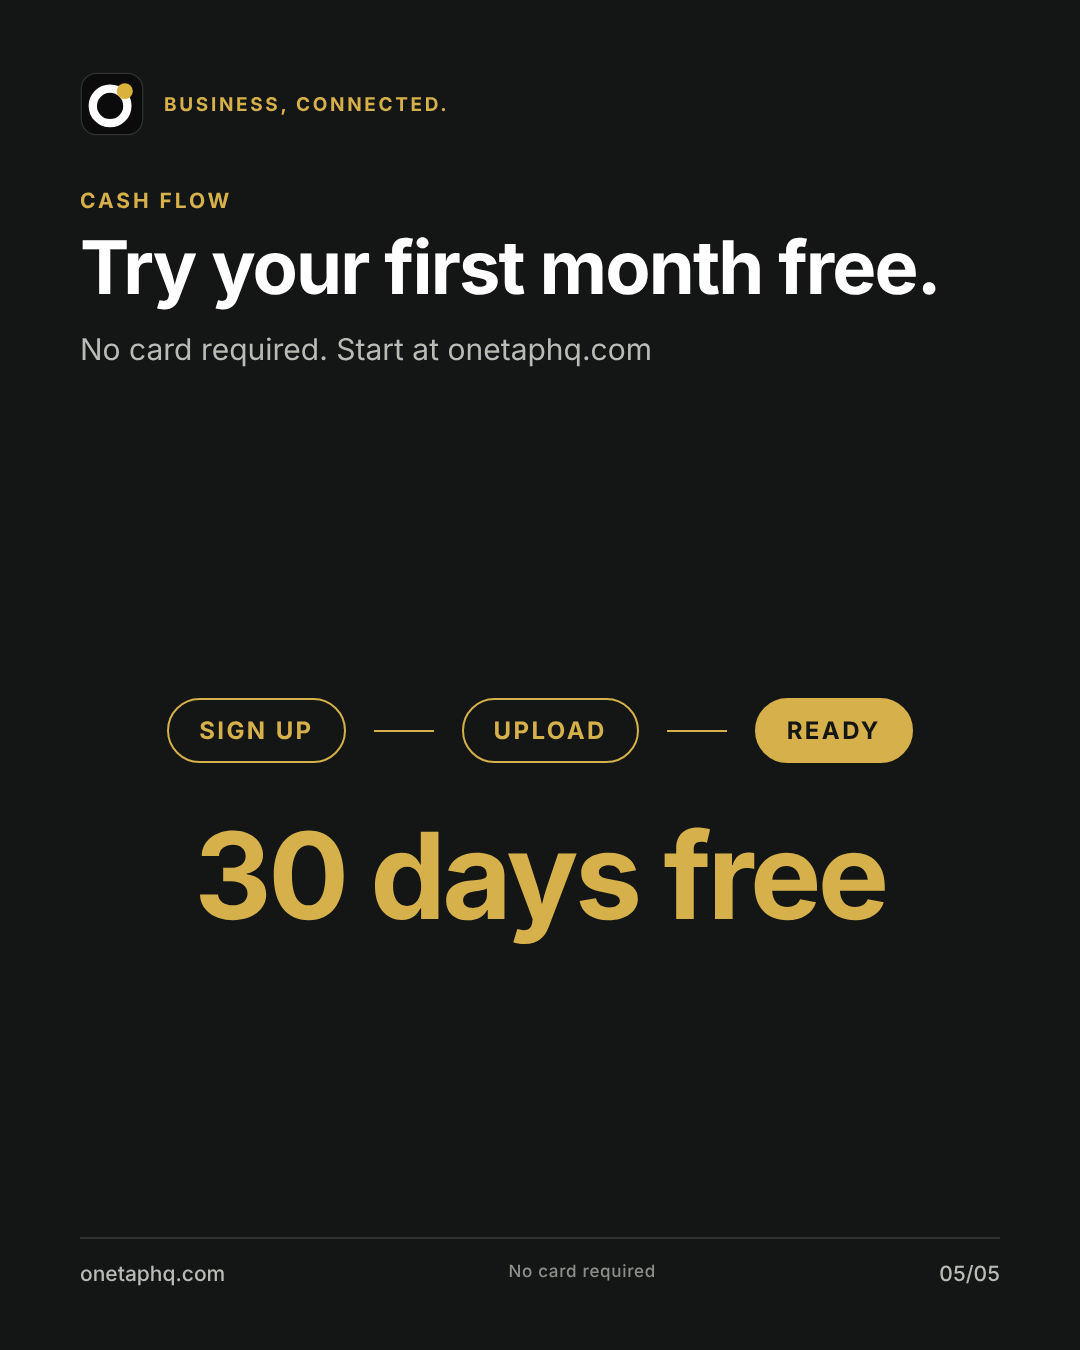 BUSINESS, CONNECTED.
CASH FLOW
Try your first month free.
No card required. Start at onetaphq.com
SIGN UP
UPLOAD
READY
30 days free
onetaphq.com
No card required
05/05